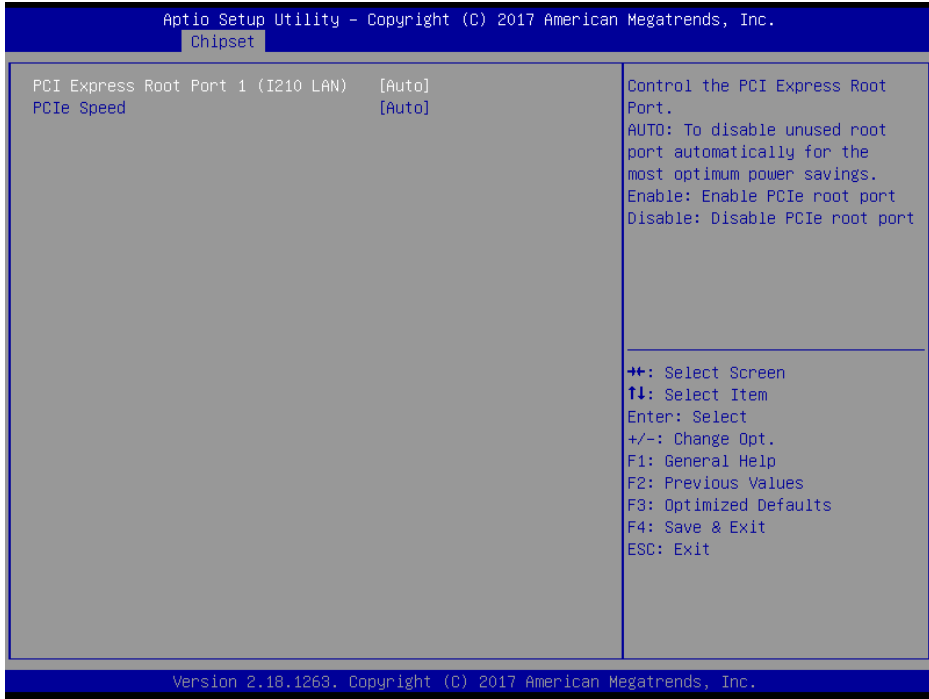 Aptio Setup Utility – Copyright (C) 2017 American Megatrends, Inc.
Chipset
PCI Express Root Port 1 (I210 LAN) [Auto]
PCIe Speed [Auto]
Control the PCI Express Root
Port.
AUTO: To disable unused root
port automatically for the
most optimum power savings.
Enable: Enable PCIe root port
Disable: Disable PCIe root port
→←: Select Screen
↑↓: Select Item
Enter: Select
+/-: Change Opt.
F1: General Help
F2: Previous Values
F3: Optimized Defaults
F4: Save & Exit
ESC: Exit
Version 2.18.1263. Copyright (C) 2017 American Megatrends, Inc.